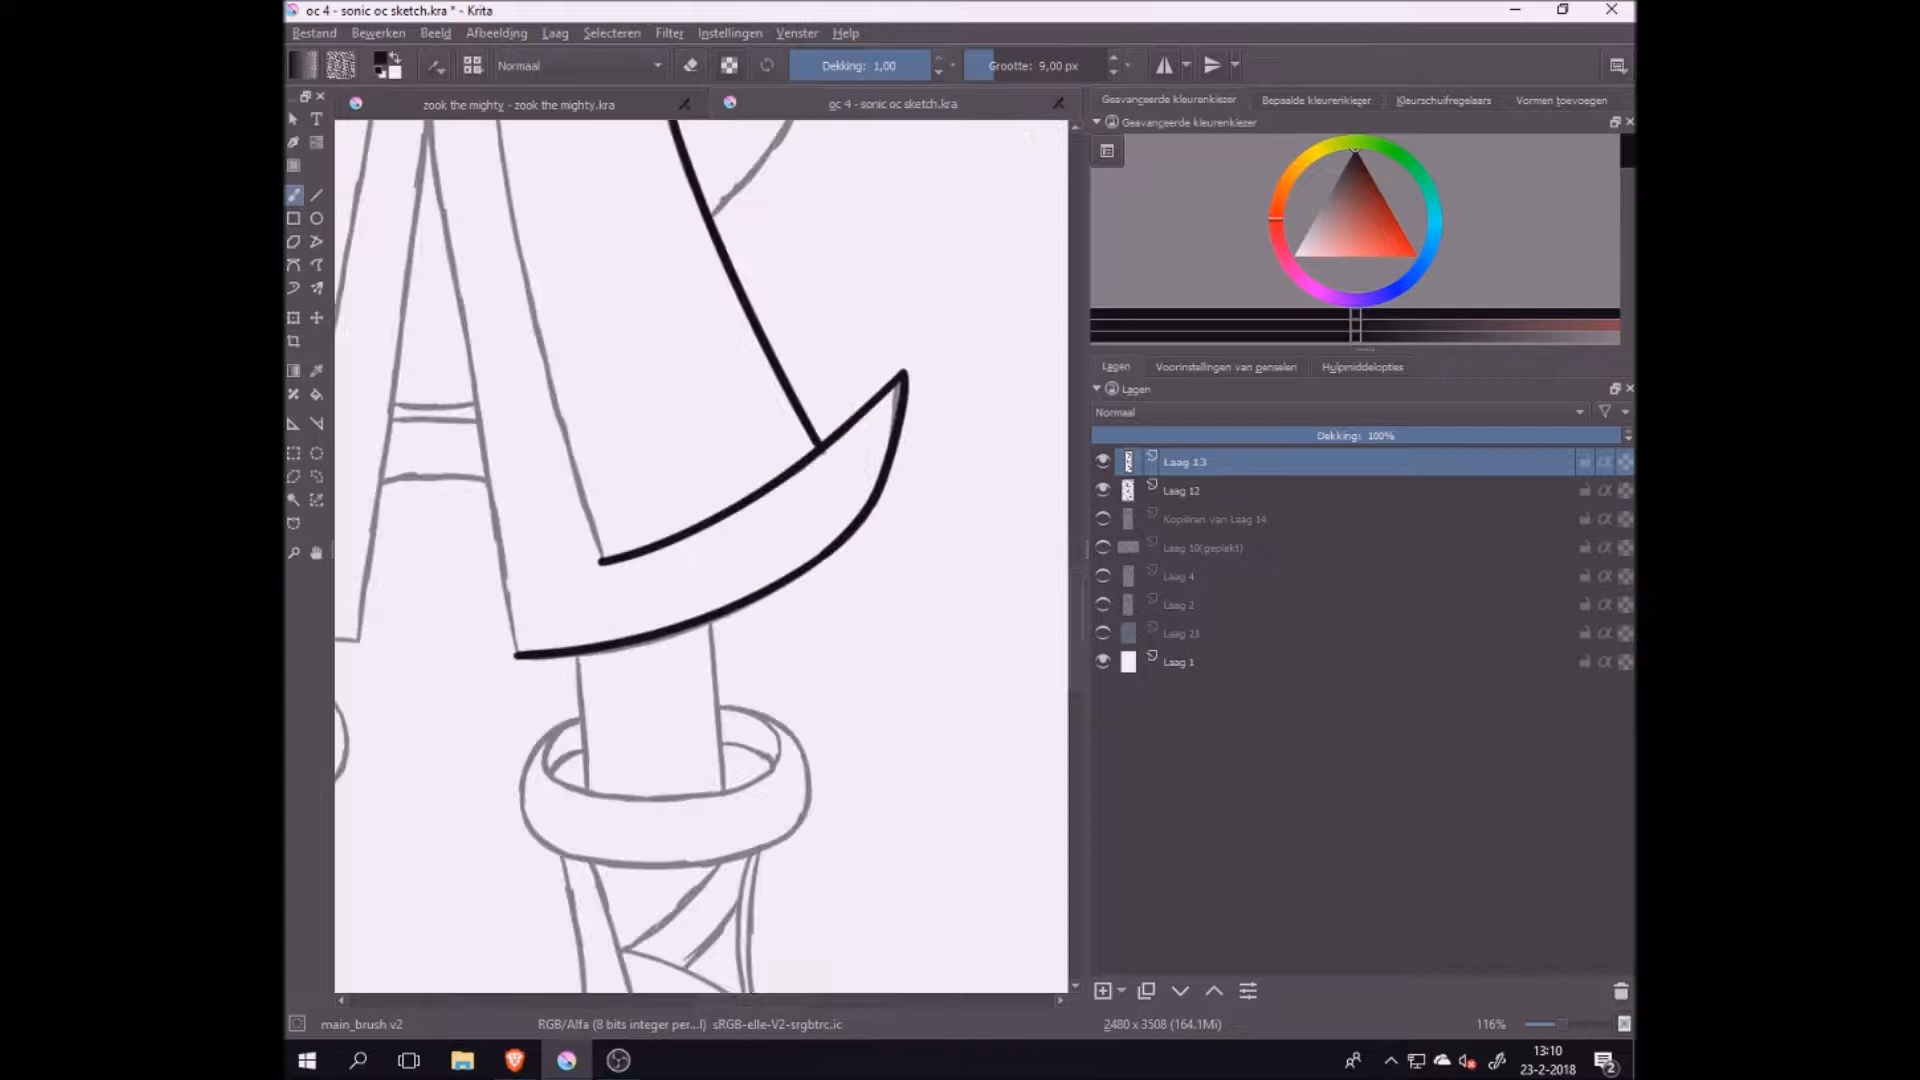 oc 4 - sonic oc sketch.kra * - Krita
Bestand Bewerken Beeld Afbeelding Laag Selecteren Filter Instellingen Venster Help
Normaal Dekking: 1,00 Grootte: 9,00 px
zook the mighty - zook the mighty.kra oc 4 - sonic oc sketch.kra
Geavanceerde kleurenkiezer Bepaalde kleurenkiezer Kleurschuifregelaars Vormen toevoegen
Geavanceerde kleurenkiezer
Lagen Voorinstellingen van penselen Hulpmiddelopties
Lagen
Normaal
Dekking: 100%
Laag 13
Laag 12
Kopiëren van Laag 14
Laag 10(geplakt)
Laag 4
Laag 2
Laag 23
Laag 1
main_brush v2 RGB/Alfa (8 bits integer per...l) sRGB-elle-V2-srgbtrc.ic 2480 x 3508 (164.1Mi) 116%
13:10
23-2-2018
2